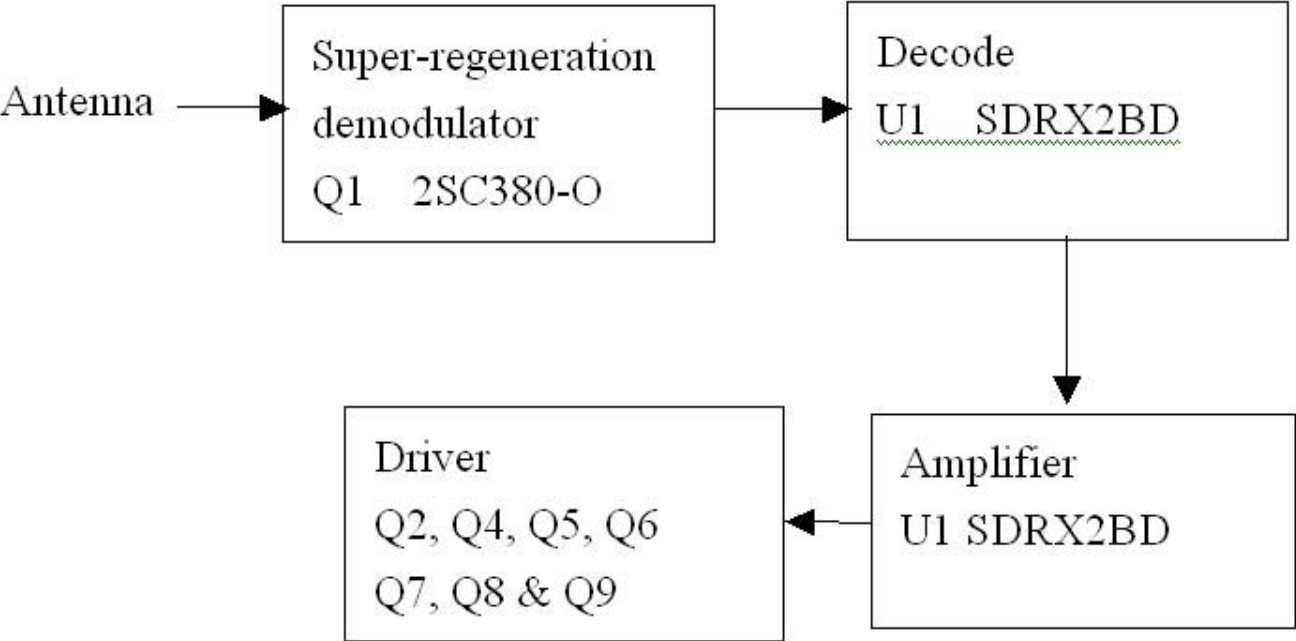 Antenna
Super-regeneration
demodulator
Q1 2SC380-O
Decode
U1 SDRX2BD
Amplifier
U1 SDRX2BD
Driver
Q2, Q4, Q5, Q6
Q7, Q8 & Q9